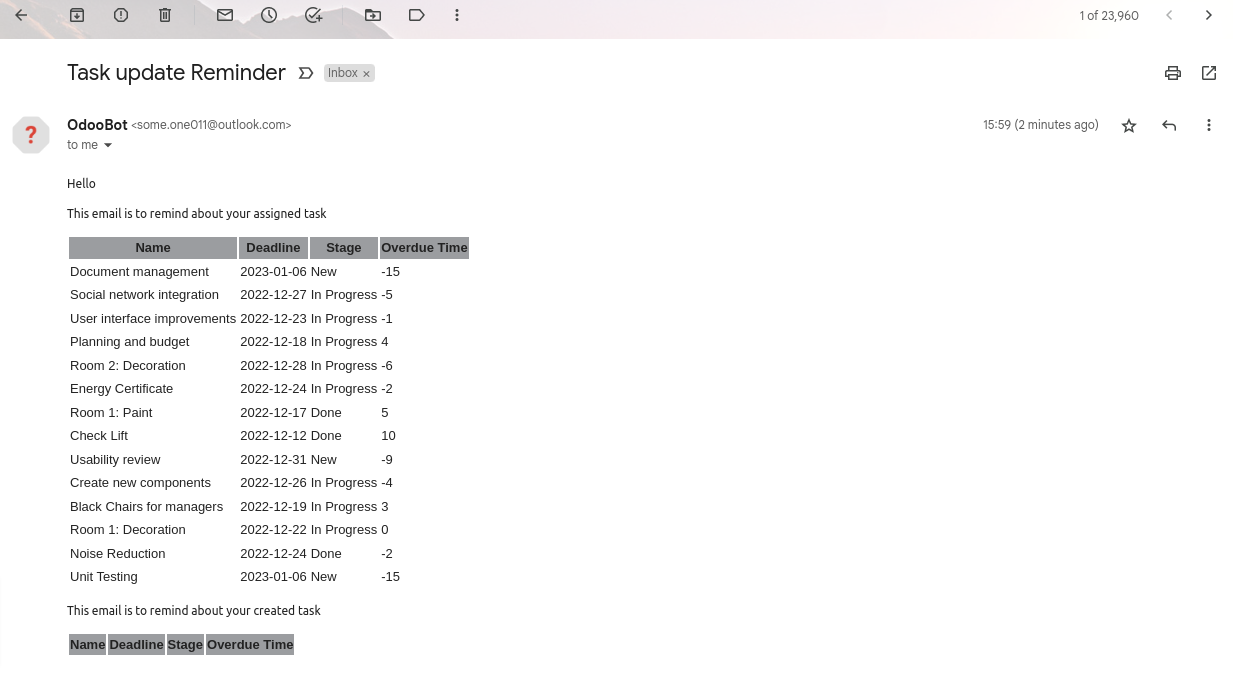 1 of 23,960
Task update Reminder Inbox ×
OdooBot <some.one011@outlook.com> 15:59 (2 minutes ago)
to me
Hello
This email is to remind about your assigned task
Name Deadline Stage Overdue Time
Document management 2023-01-06 New -15
Social network integration 2022-12-27 In Progress -5
User interface improvements 2022-12-23 In Progress -1
Planning and budget 2022-12-18 In Progress 4
Room 2: Decoration 2022-12-28 In Progress -6
Energy Certificate 2022-12-24 In Progress -2
Room 1: Paint 2022-12-17 Done 5
Check Lift 2022-12-12 Done 10
Usability review 2022-12-31 New -9
Create new components 2022-12-26 In Progress -4
Black Chairs for managers 2022-12-19 In Progress 3
Room 1: Decoration 2022-12-22 In Progress 0
Noise Reduction 2022-12-24 Done -2
Unit Testing 2023-01-06 New -15
This email is to remind about your created task
Name Deadline Stage Overdue Time